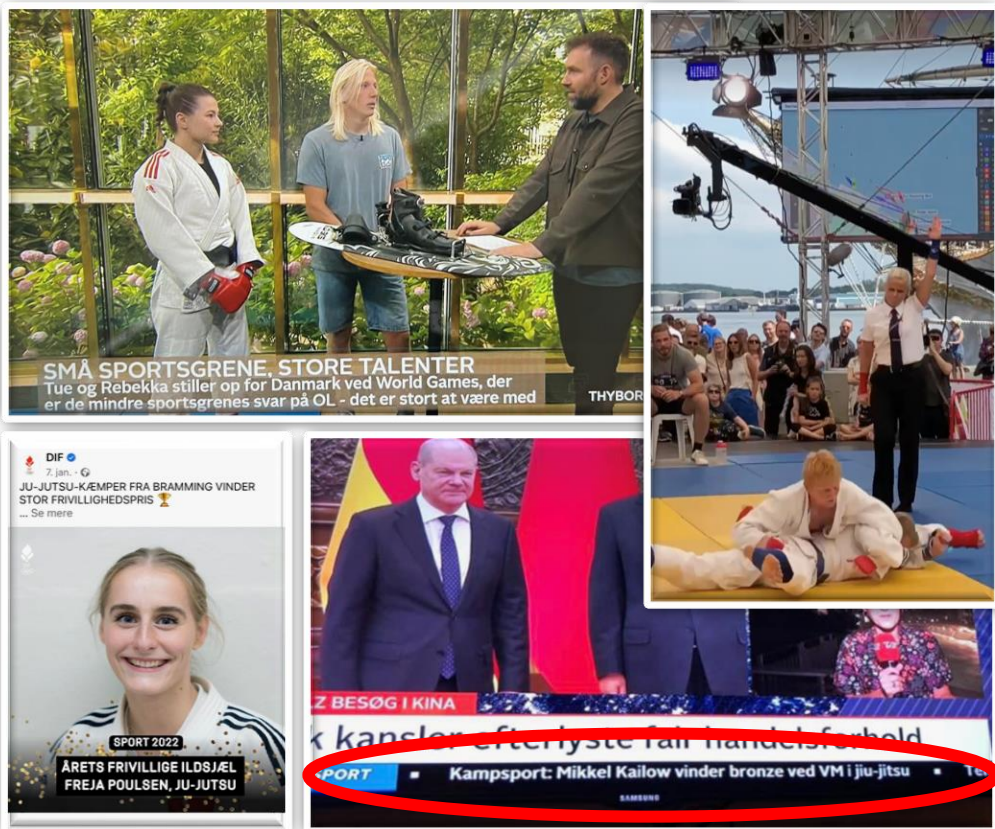 SMÅ SPORTSGRENE, STORE TALENTER
Tue og Rebekka stiller op for Danmark ved World Games, der
er de mindre sportsgrenes svar på OL - det er stort at være med
THYBOR
DIF
7. jan. -
JU-JUTSU-KÆMPER FRA BRAMMING VINDER
STOR FRIVILLIGHEDSPRIS
... Se mere
SPORT 2022
ÅRETS FRIVILLIGE ILDSJÆL
FREJA POULSEN, JU-JUTSU
LZ BESØG I KINA
k kansler efterlyste fair handelsforhold
SPORT
Kampsport: Mikkel Kailow vinder bronze ved VM i jiu-jitsu
Te
SAMSUNG